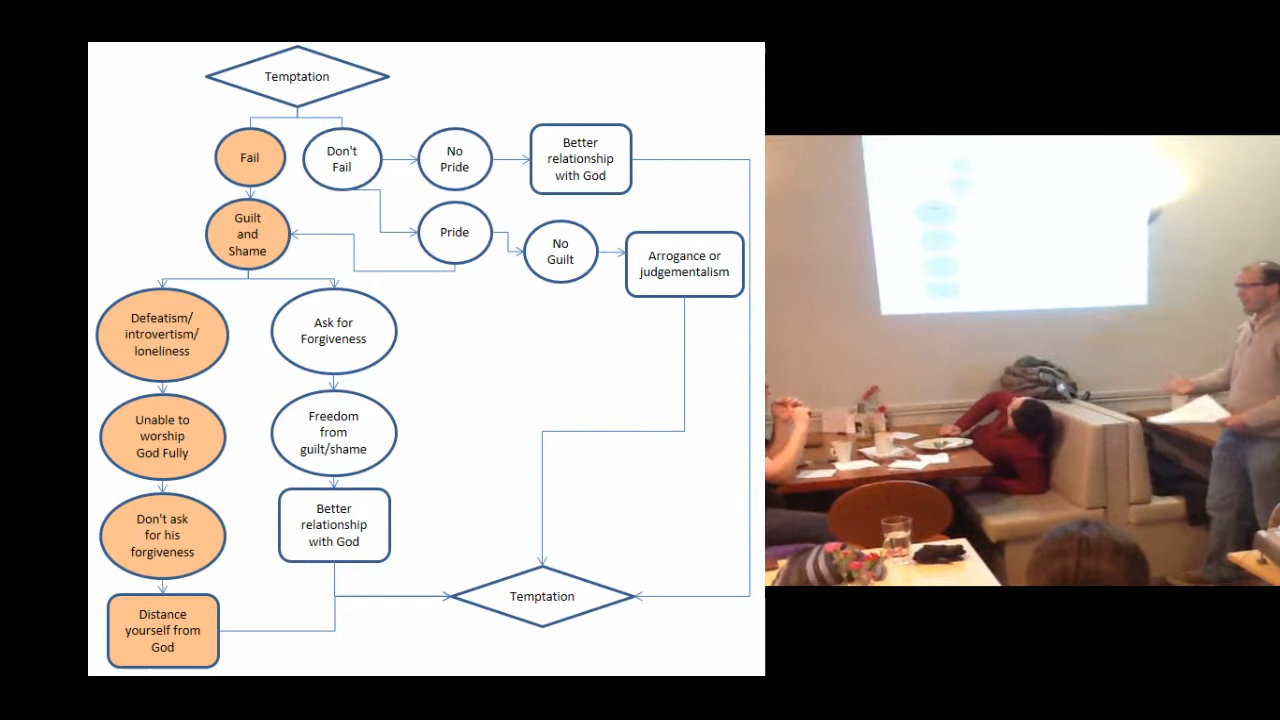 Temptation
Fail
Don't
Fail
No
Pride
Better
relationship
with God
Guilt
and
Shame
Pride
No
Guilt
Arrogance or
judgementalism
Defeatism/
introvertism/
loneliness
Ask for
Forgiveness
Unable to
worship
God Fully
Freedom
from
guilt/shame
Don't ask
for his
forgiveness
Better
relationship
with God
Distance
yourself from
God
Temptation